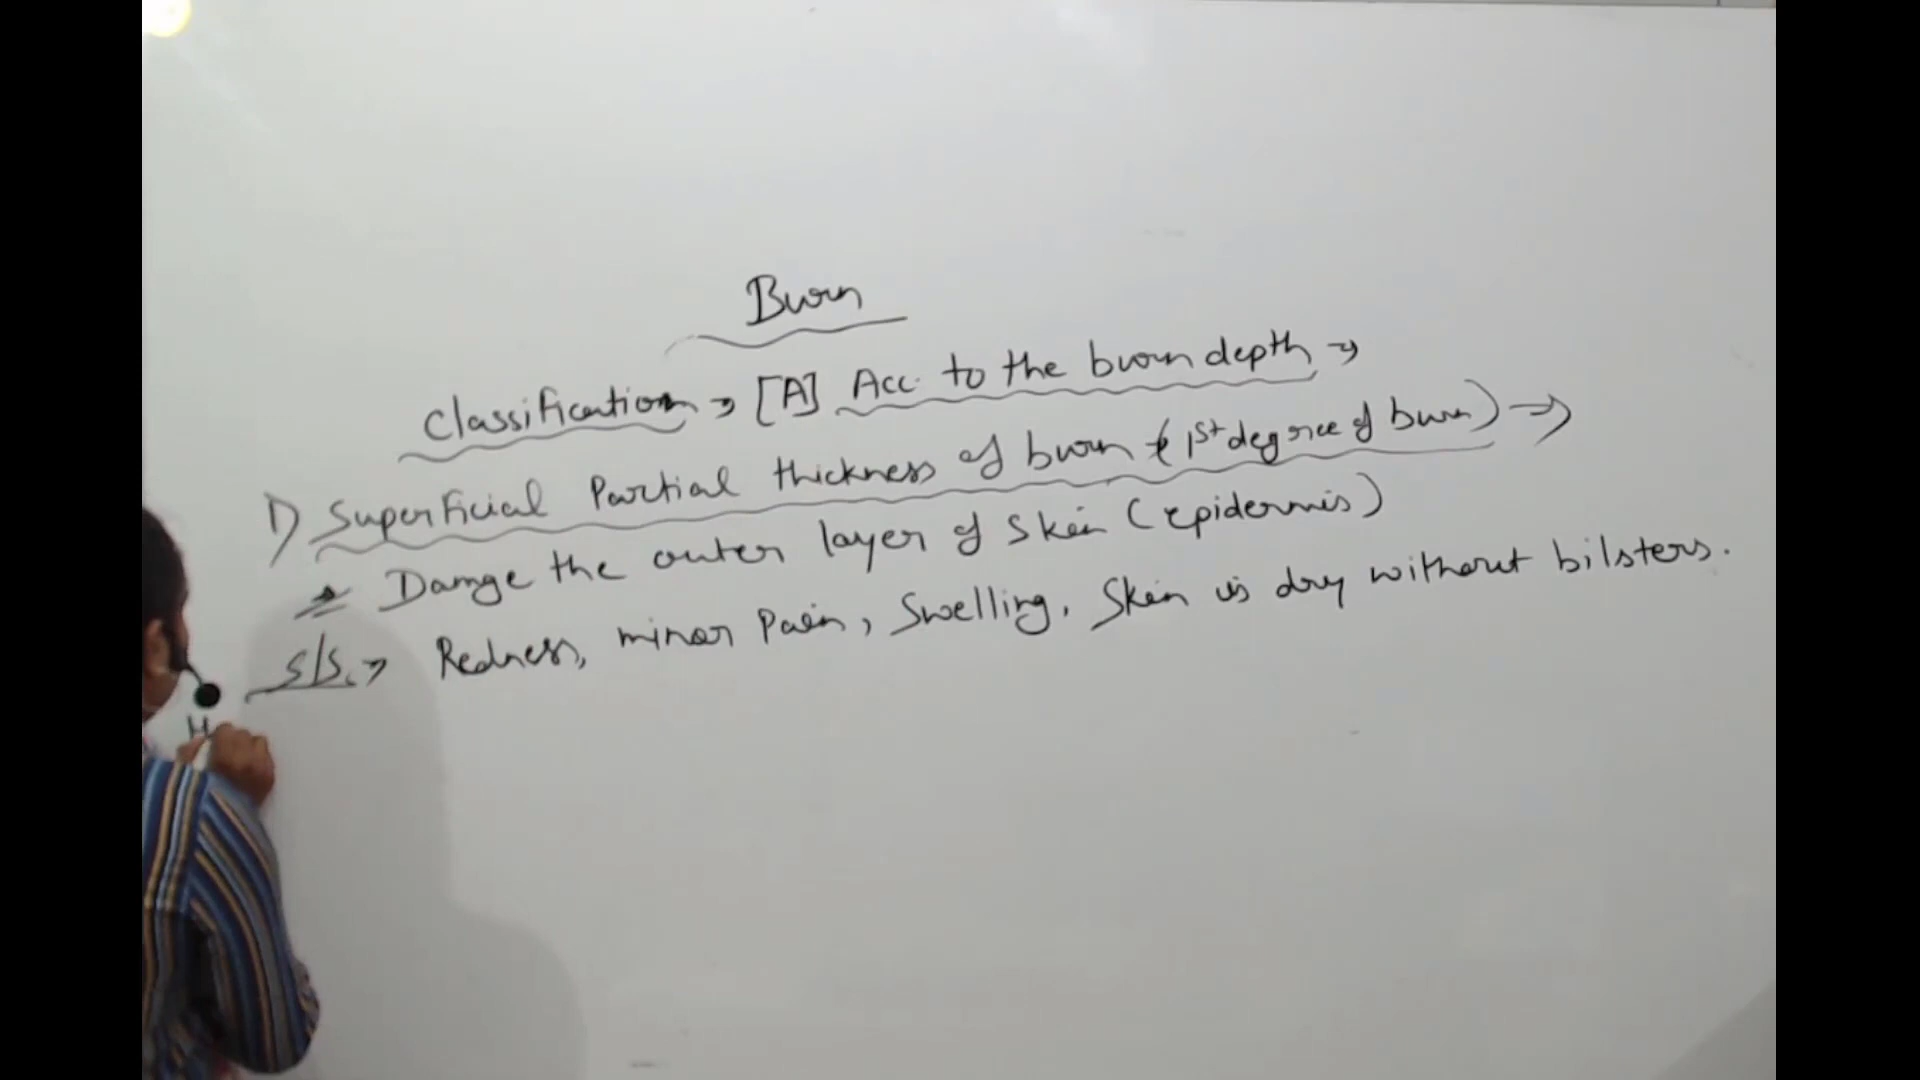 Burn
Classification → [A] Acc. to the burn depth →
1) Superficial Partial thickness of burn (1st degree of burn) →
Damge the outer layer of skin (epidermis)
S/S. → Redness, minor Pain, Swelling, Skin is dry without bilsters.
H